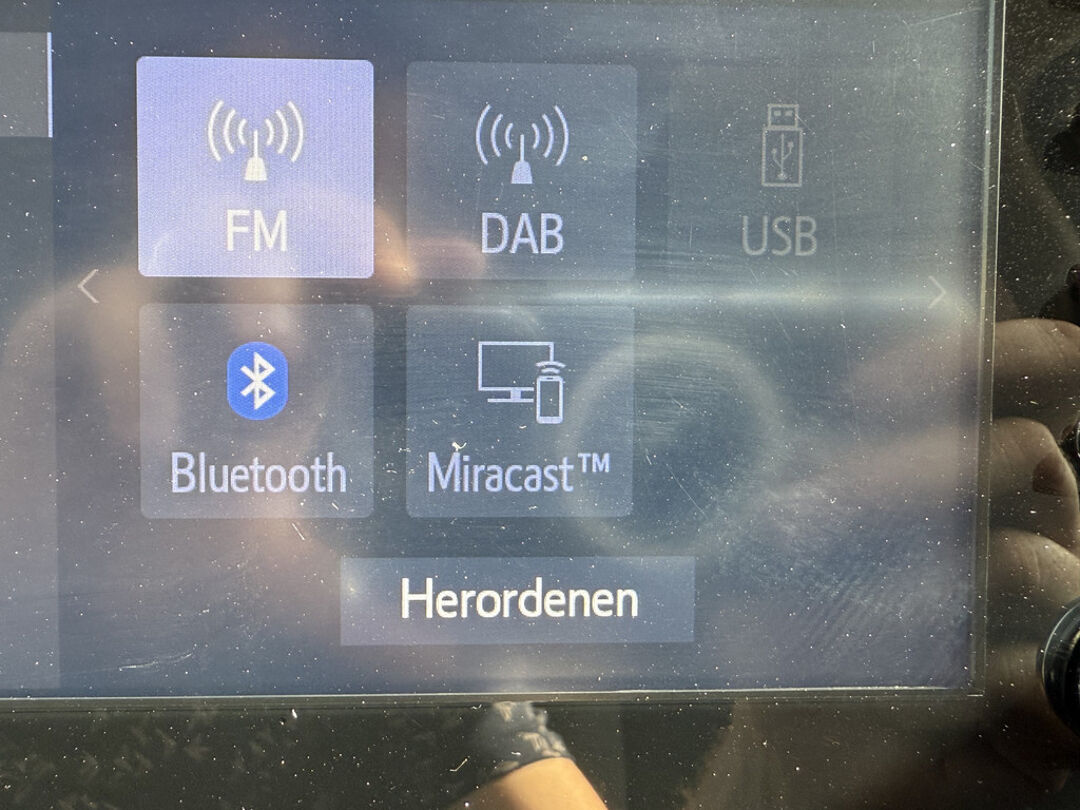 FM
DAB
USB
Bluetooth
Miracast™
Herordenen